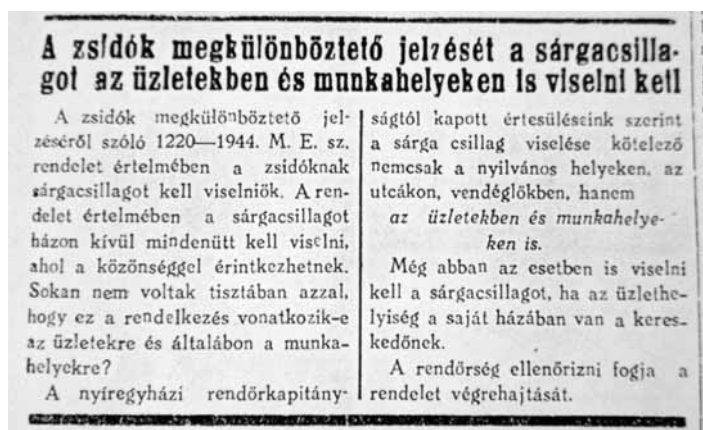 A zsidók megkülönböztető jelzését a sárgacsilla-
got az üzletekben és munkahelyeken is viselni kell
A zsidók megkülönböztető jel-
zéséről szóló 1220—1944. M. E. sz.
rendelet értelmében a zsidóknak
sárgacsillagot kell viselniök. A ren-
delet értelmében a sárgacsillagot
házon kívül mindenütt kell viselni,
ahol a közönséggel érintkezhetnek.
Sokan nem voltak tisztában azzal,
hogy ez a rendelkezés vonatkozik-e
az üzletekre és általábon a munka-
helyekre?
A nyíregyházi rendőrkapitány-
ságtól kapott értesüléseink szerint
a sárga csillag viselése kötelező
nemcsak a nyilvános helyeken, az
utcákon, vendéglőkben, hanem
az üzletekben és munkahelye-
ken is.
Még abban az esetben is viselni
kell a sárgacsillagot, ha az üzlethe-
lyiség a saját házában van a keres-
kedőnek.
A rendőrség ellenőrizni fogja a
rendelet végrehajtását.